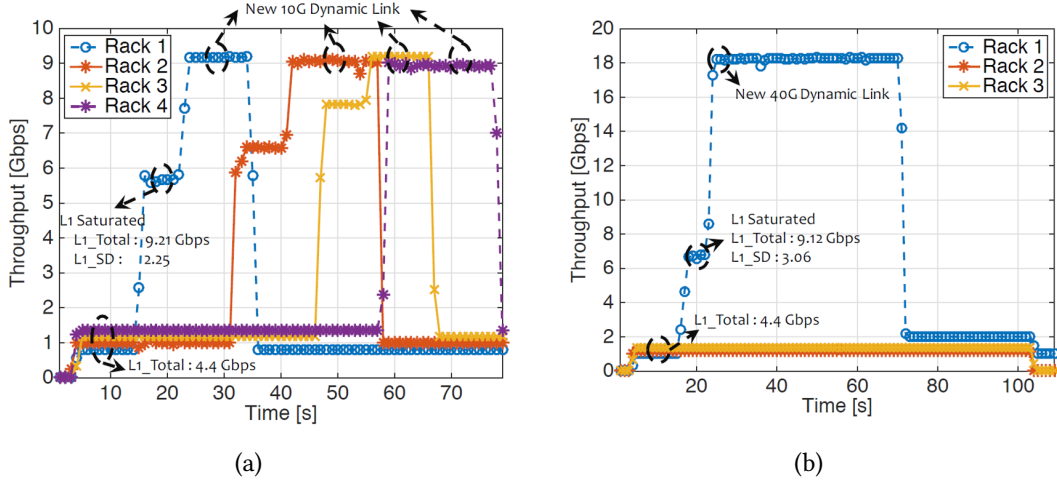 New 10G Dynamic Link
10
9
8
7
6
5
4
3
2
1
0
Throughput [Gbps]
Rack 1
Rack 2
Rack 3
Rack 4
L1 Saturated
L1_Total : 9.21 Gbps
L1_SD : 2.25
L1_Total : 4.4 Gbps
10 20 30 40 50 60 70
Time [s]
(a)
20
18
16
14
12
10
8
6
4
2
0
Throughput [Gbps]
Rack 1
Rack 2
Rack 3
New 40G Dynamic Link
L1 Saturated
L1_Total : 9.12 Gbps
L1_SD : 3.06
L1_Total : 4.4 Gbps
20 40 60 80 100
Time [s]
(b)